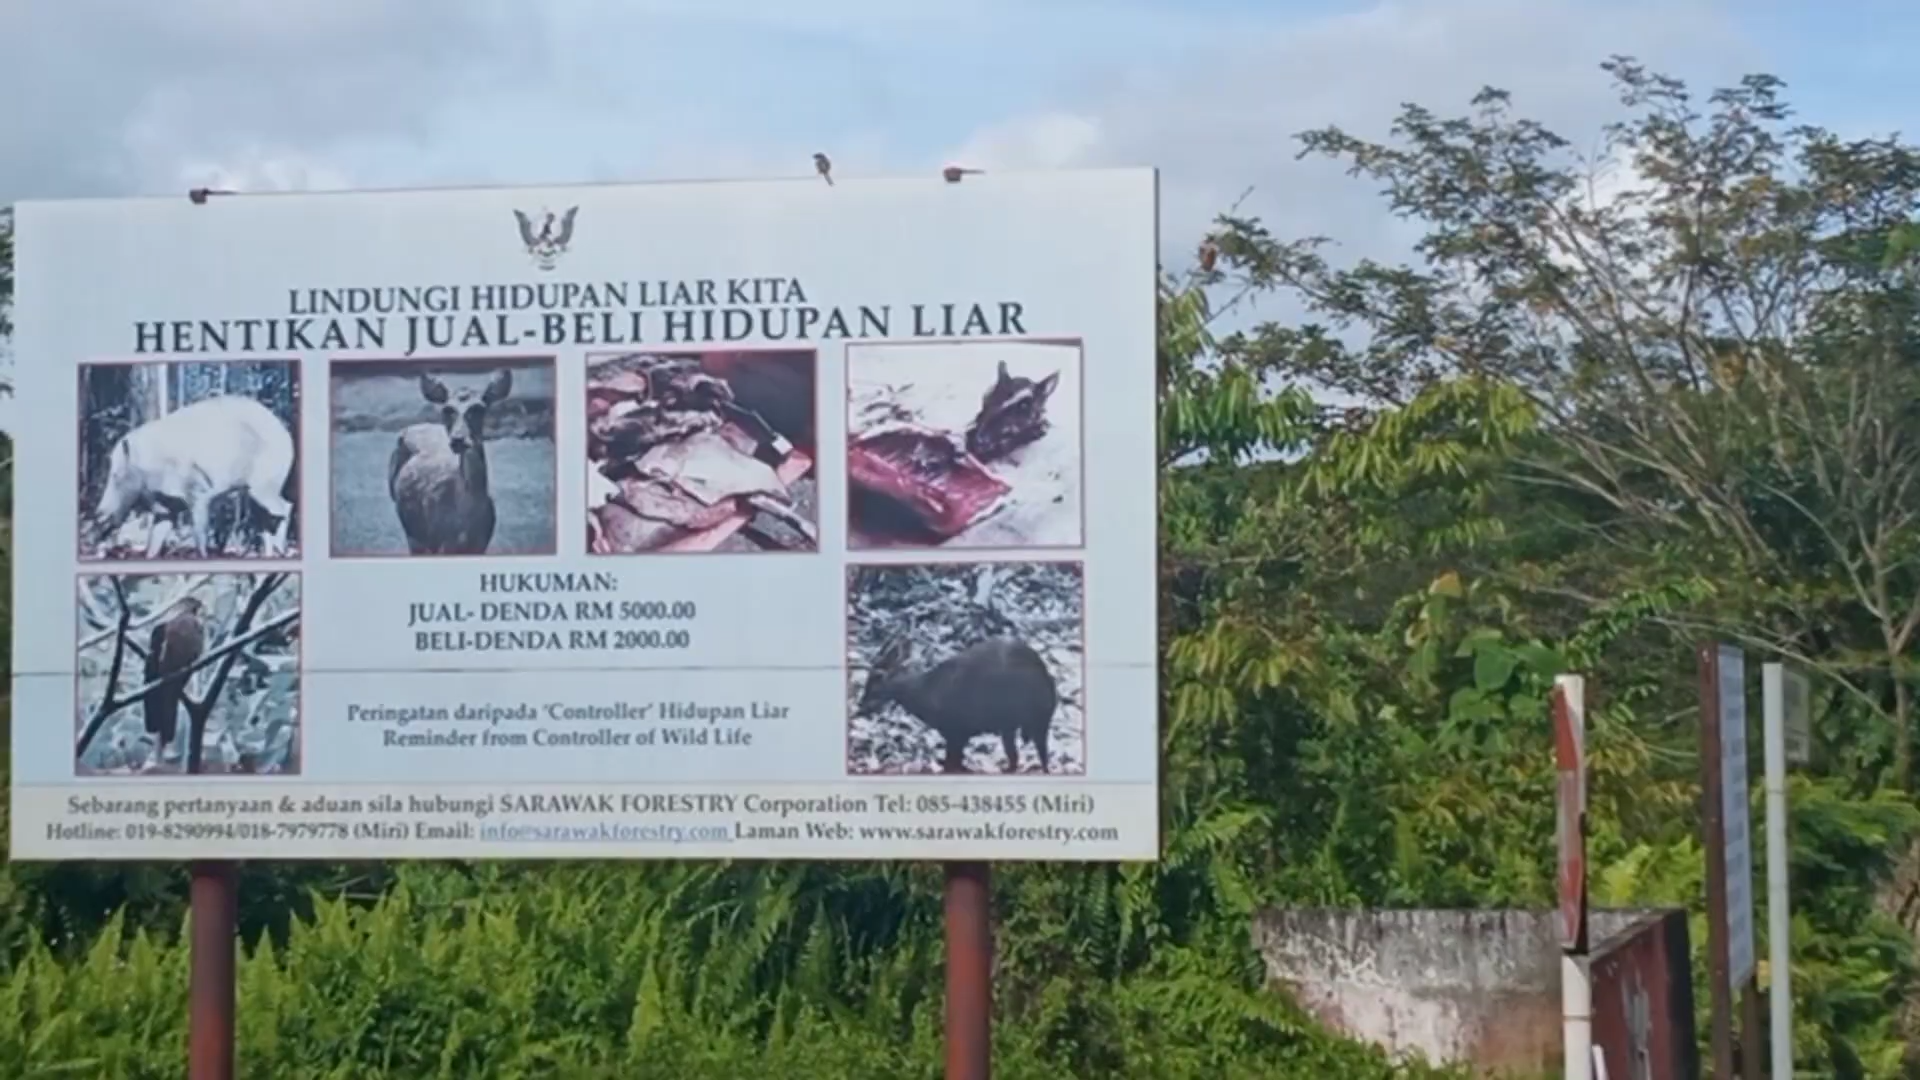 LINDUNGI HIDUPAN LIAR KITA
HENTIKAN JUAL-BELI HIDUPAN LIAR
HUKUMAN:
JUAL- DENDA RM 5000.00
BELI-DENDA RM 2000.00
Peringatan daripada 'Controller' Hidupan Liar
Reminder from Controller of Wild Life
Sebarang pertanyaan & aduan sila hubungi SARAWAK FORESTRY Corporation Tel: 085-438455 (Miri)
Hotline: 019-8290994/018-7979778 (Miri) Email: info@sarawakforestry.com Laman Web: www.sarawakforestry.com